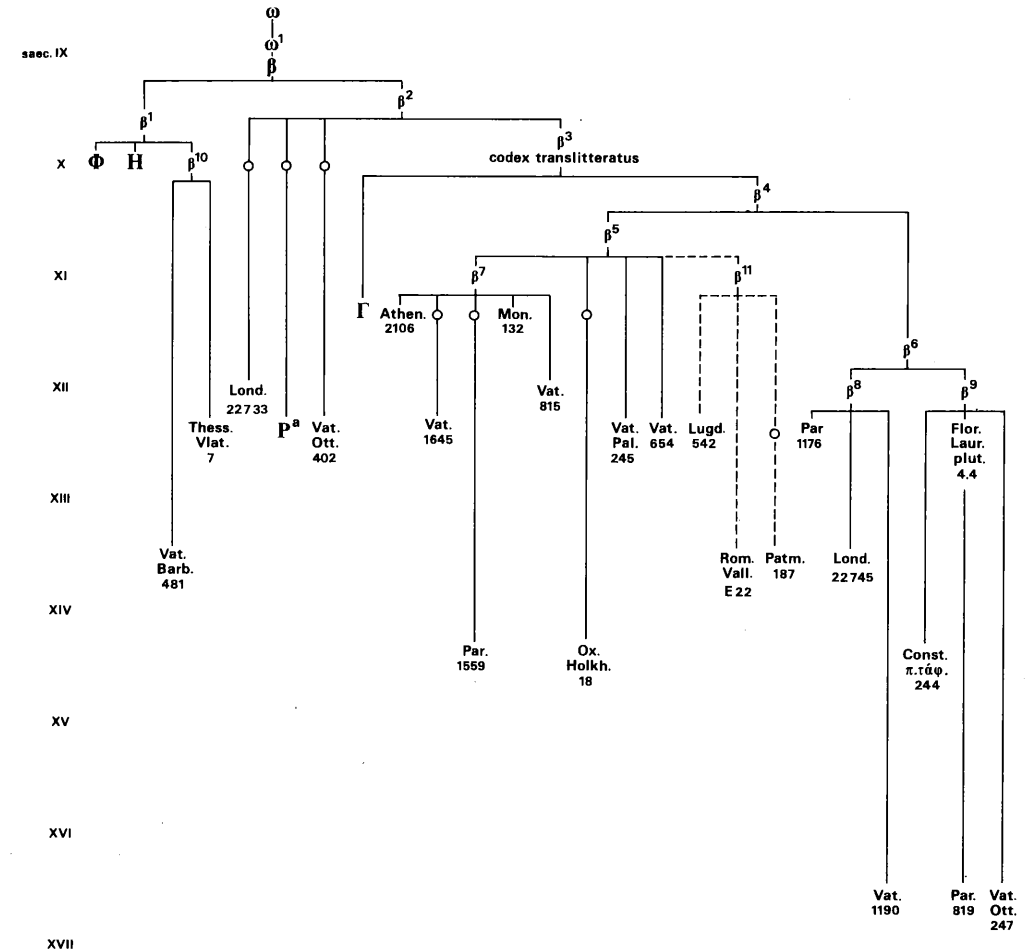 ω
saec. IX
ω¹
β
β²
β¹
β³
codex translitteratus
X
Φ
H
β¹⁰
β⁴
β⁵
XI
β⁷
β¹¹
Γ
Athen.
2106
Mon.
132
β⁶
XII
Lond.
22733
Vat.
815
β⁸
β⁹
Thess.
Vlat.
7
Pᵃ
Vat.
Ott.
402
Vat.
1645
Vat.
Pal.
245
Vat.
654
Lugd.
542
Par
1176
Flor.
Laur.
plut.
4.4
XIII
Vat.
Barb.
481
Rom.
Vall.
E 22
Patm.
187
Lond.
22745
XIV
Par.
1559
Ox.
Holkh.
18
Const.
π.τάφ.
244
XV
XVI
Vat.
1190
Par.
819
Vat.
Ott.
247
XVII